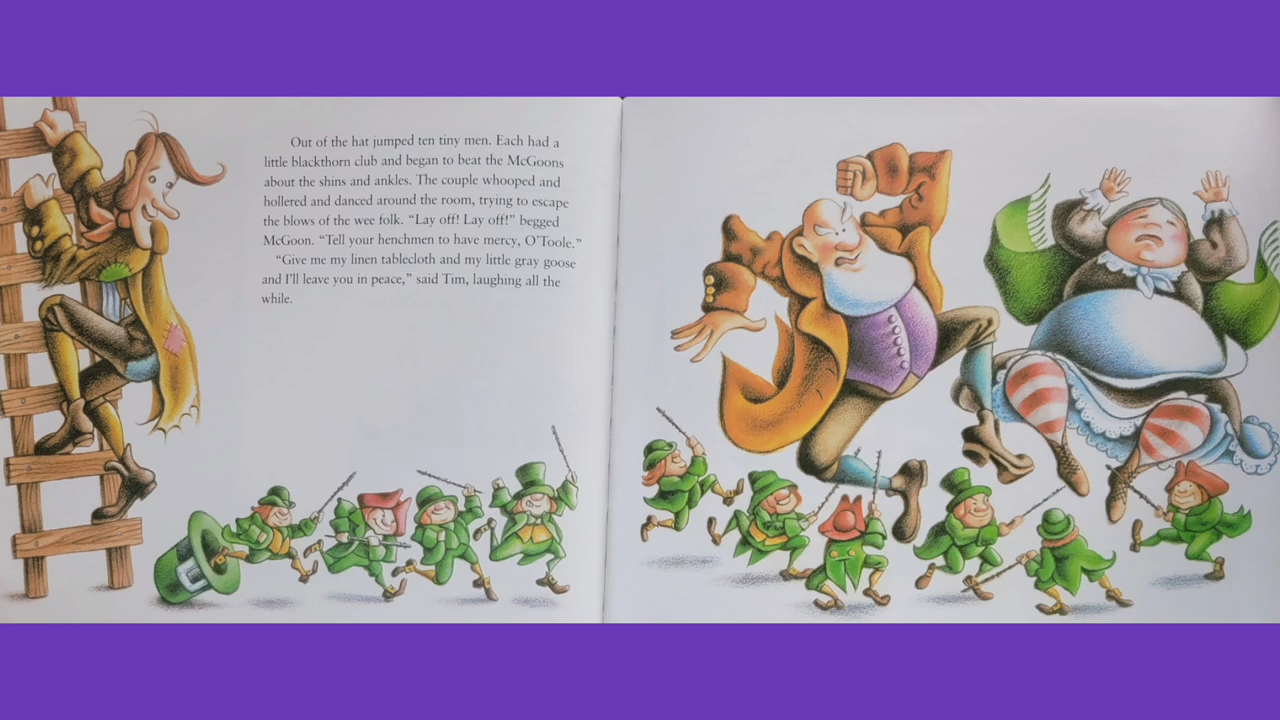 Out of the hat jumped ten tiny men. Each had a
little blackthorn club and began to beat the McGoons
about the shins and ankles. The couple whooped and
hollered and danced around the room, trying to escape
the blows of the wee folk. “Lay off! Lay off!” begged
McGoon. “Tell your henchmen to have mercy, O’Toole.”
“Give me my linen tablecloth and my little gray goose
and I’ll leave you in peace,” said Tim, laughing all the
while.